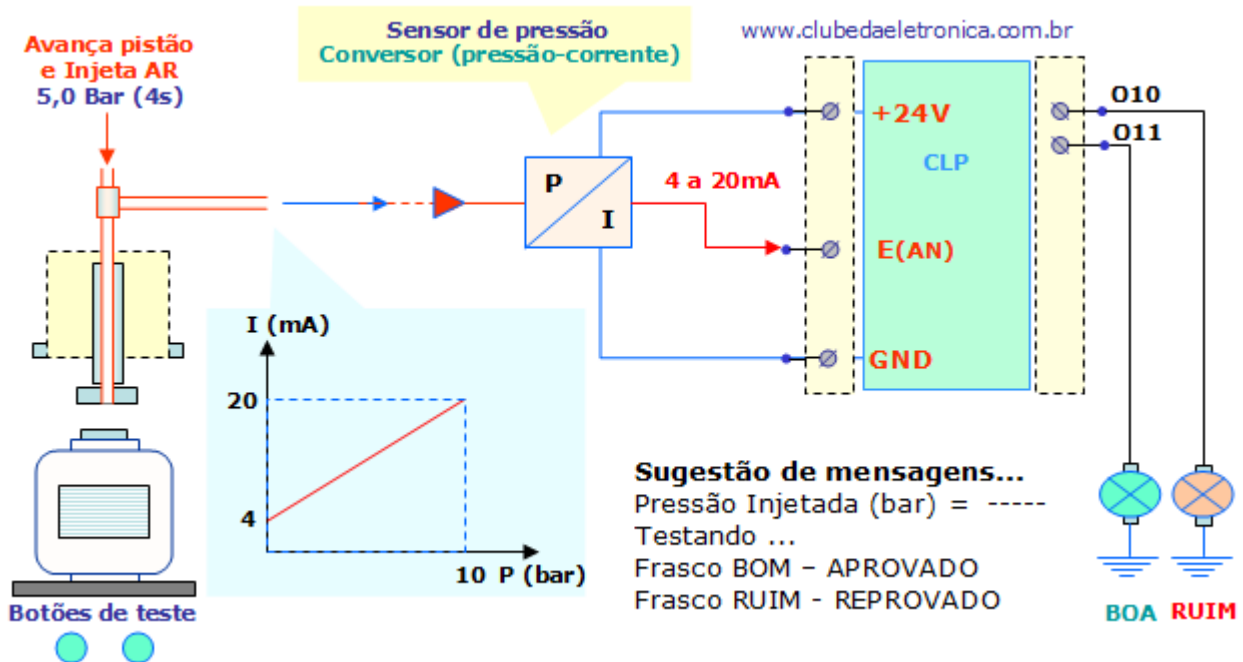 Avança pistão
e Injeta AR
5,0 Bar (4s)
Sensor de pressão
Conversor (pressão-corrente)
www.clubedaeletronica.com.br
P
I
4 a 20mA
+24V
CLP
E(AN)
GND
O10
O11
I (mA)
20
4
10 P (bar)
Sugestão de mensagens...
Pressão Injetada (bar) = -----
Testando ...
Frasco BOM – APROVADO
Frasco RUIM - REPROVADO
BOA RUIM
Botões de teste